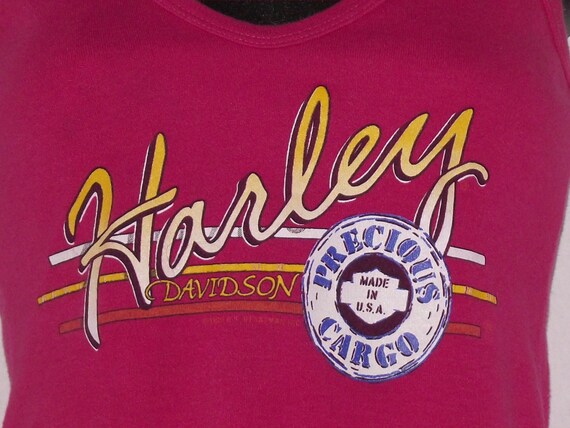 Harley
DAVIDSON
PRECIOUS
MADE
IN
U.S.A.
CARGO